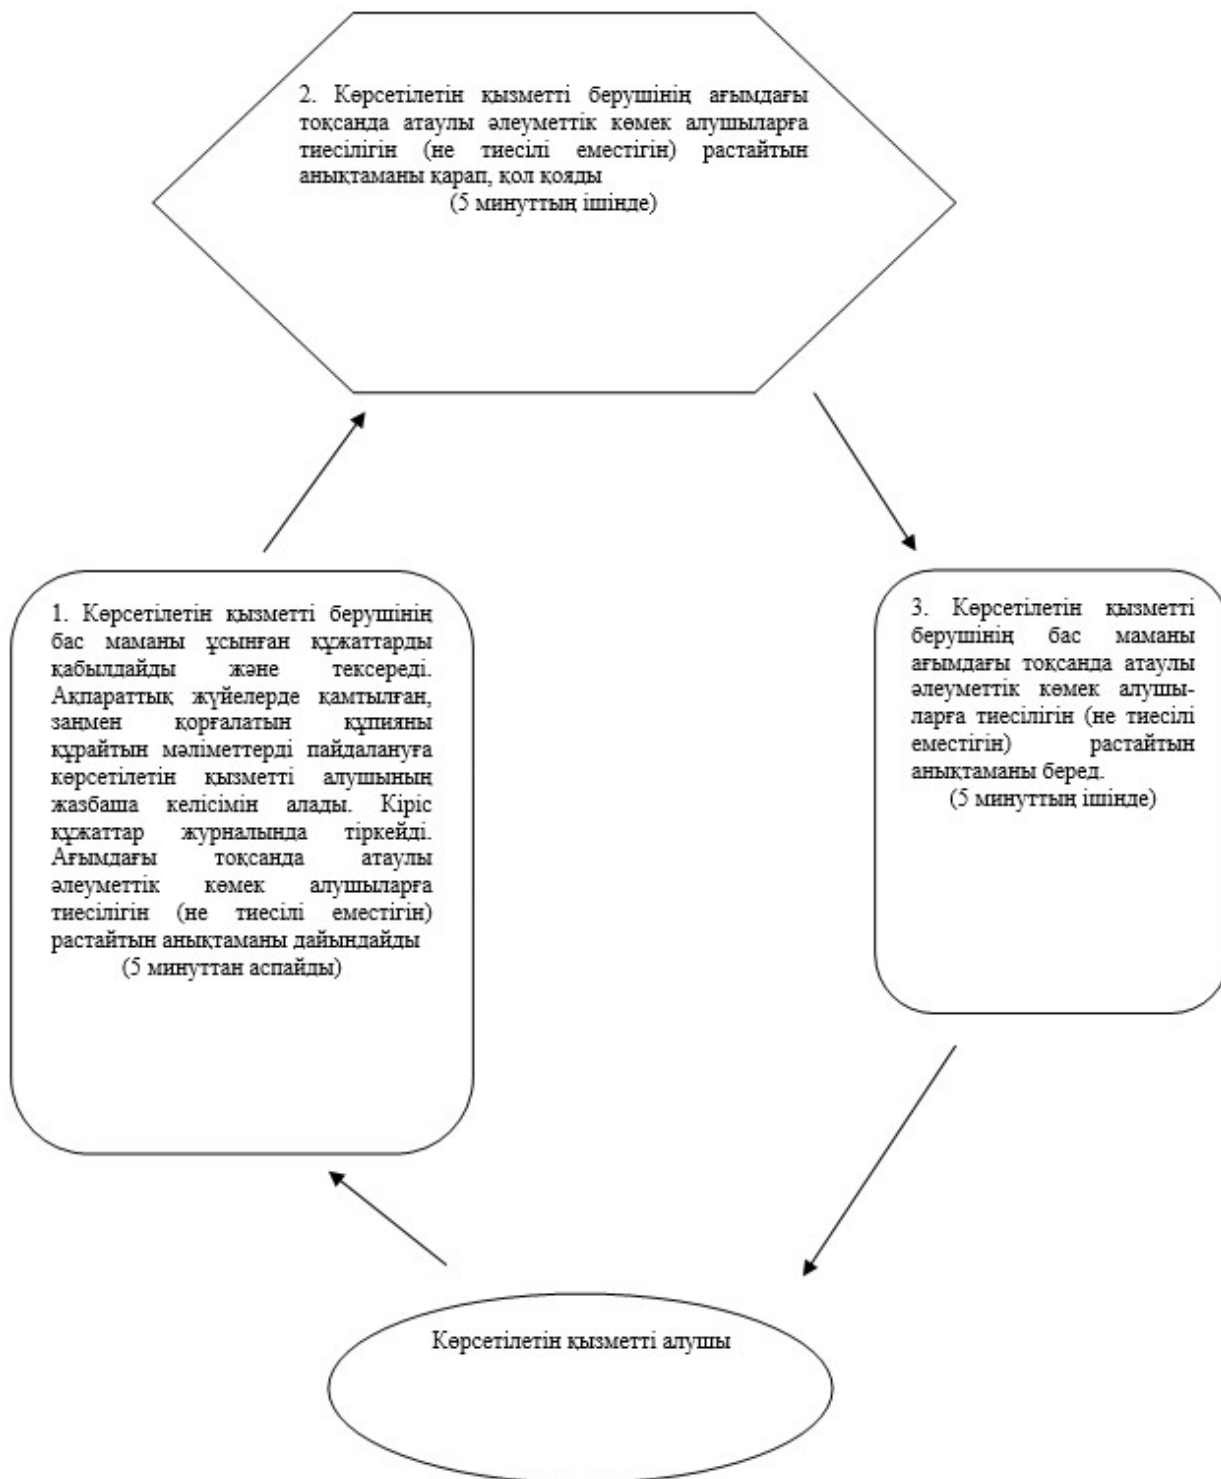 2. Көрсетілетін қызметті берушінің ағымдағы
тоқсанда атаулы әлеуметтік көмек алушыларға
тиесілігін (не тиесілі еместігін) растайтын
анықтаманы қарап, қол қояды
(5 минуттың ішінде)
1. Көрсетілетін қызметті берушінің
бас маманы ұсынған құжаттарды
қабылдайды және тексереді.
Ақпараттық жүйелерде қамтылған,
заңмен қорғалатын құпияны
құрайтын мәліметтерді пайдалануға
көрсетілетін қызметті алушының
жазбаша келісімін алады. Кіріс
құжаттар журналында тіркейді.
Ағымдағы тоқсанда атаулы
әлеуметтік көмек алушыларға
тиесілігін (не тиесілі еместігін)
растайтын анықтаманы дайындайды
(5 минуттан аспайды)
3. Көрсетілетін қызметті
берушінің бас маманы
ағымдағы тоқсанда атаулы
әлеуметтік көмек алушы-
ларға тиесілігін (не тиесілі
еместігін) растайтын
анықтаманы беред.
(5 минуттың ішінде)
Көрсетілетін қызметті алушы